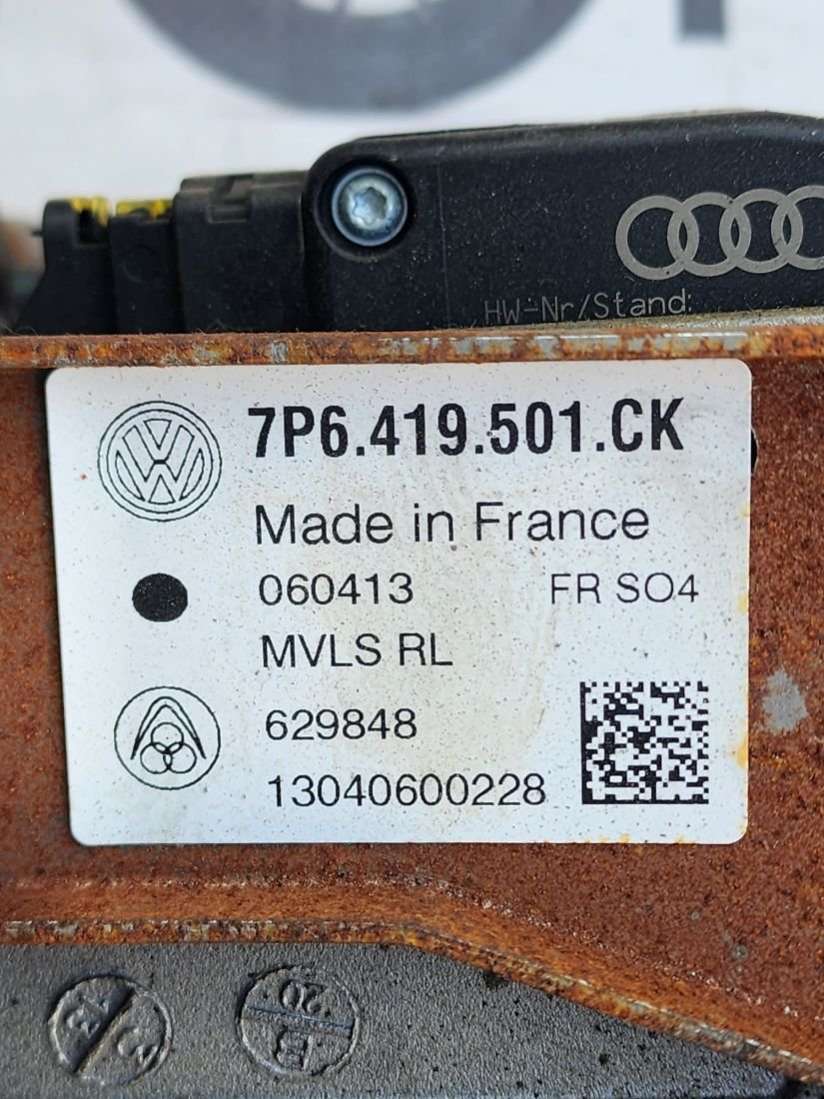 HW-Nr/Stand:
7P6.419.501.CK
Made in France
060413 FR SO4
MVLS RL
629848
13040600228